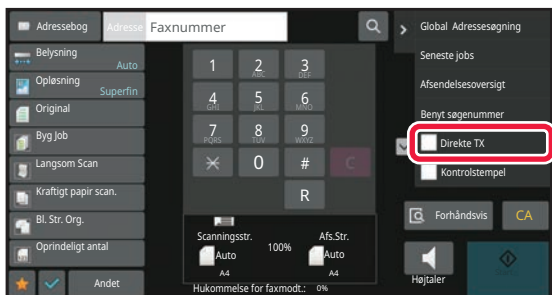 Adressebog
Adresse
Faxnummer
Global Adressesøgning
Belysning
Auto
Opløsning
Superfin
Original
Byg Job
Langsom Scan
Kraftigt papir scan.
Bl. Str. Org.
Oprindeligt antal
Andet
1
2
ABC
3
DEF
4
GHI
5
JKL
6
MNO
7
PQRS
8
TUV
9
WXYZ
0
#
C
R
Scanningsstr.
100%
Afs.Str.
Auto
Auto
A4
A4
Hukommelse for faxmodt.: 0%
Seneste jobs
Afsendelsesoversigt
Benyt søgenummer
Direkte TX
Kontrolstempel
Forhåndsvis
CA
Højtaler